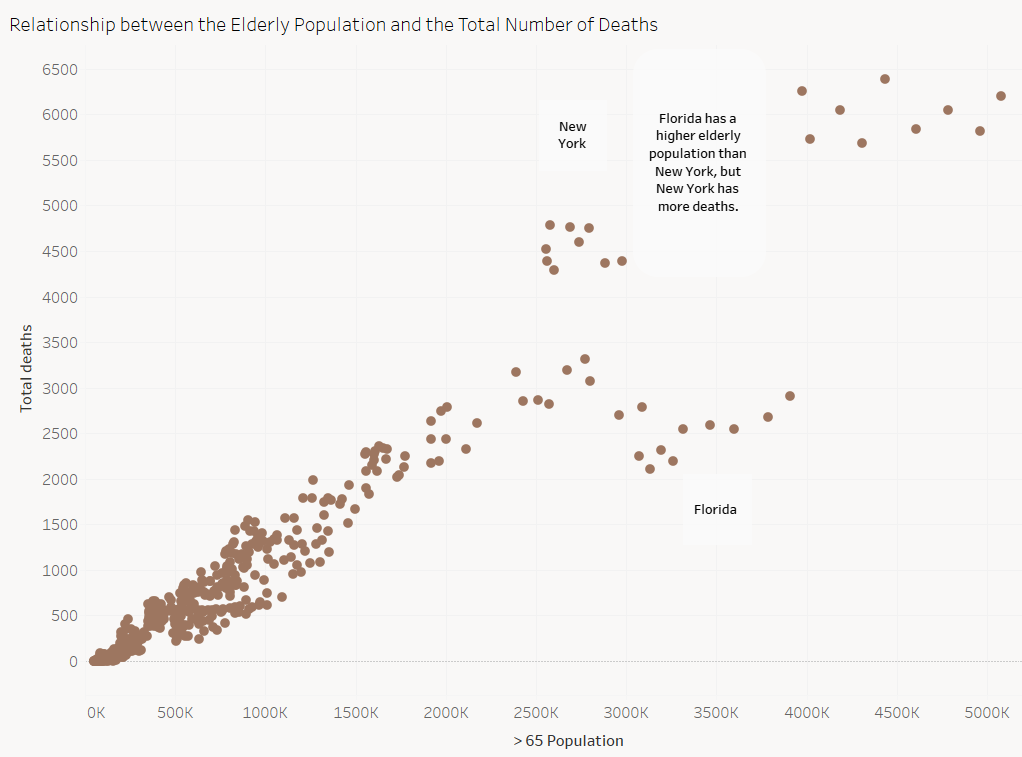 Relationship between the Elderly Population and the Total Number of Deaths
6500
6000
5500
5000
4500
4000
3500
3000
2500
2000
1500
1000
500
0
Total deaths
New
York
Florida has a
higher elderly
population than
New York, but
New York has
more deaths.
Florida
0K
500K
1000K
1500K
2000K
2500K
3000K
3500K
4000K
4500K
5000K
> 65 Population